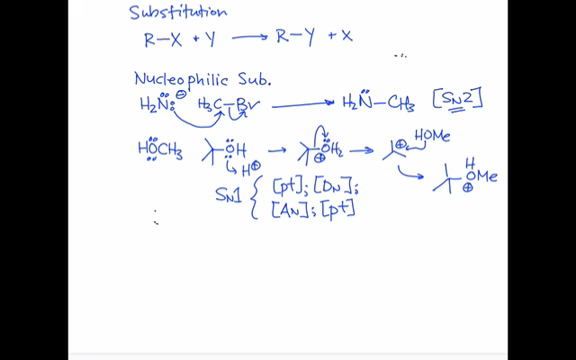 Substitution
R-X + Y → R-Y + X
Nucleophilic Sub.
H₂N:⊖ H₃C-Br → H₂N-CH₃ [SN2]
HOCH₃ OH → OH₂ → ⊕ HOMe
H⊕ ⊕
H
OMe
⊕
SN1 { [pt]; [DN];
[AN]; [pt]